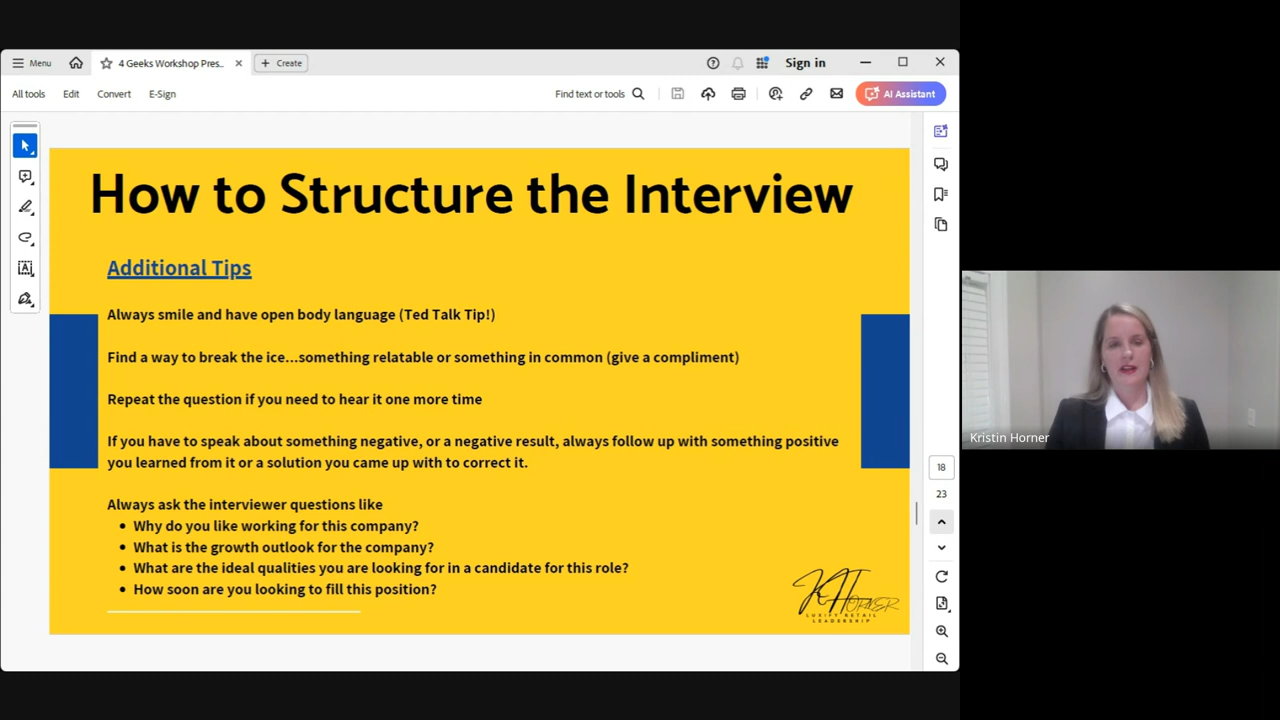 Menu
4 Geeks Workshop Pres..
Create
Sign in
All tools
Edit
Convert
E-Sign
Find text or tools
AI Assistant
How to Structure the Interview
Additional Tips
Always smile and have open body language (Ted Talk Tip!)
Find a way to break the ice...something relatable or something in common (give a compliment)
Repeat the question if you need to hear it one more time
If you have to speak about something negative, or a negative result, always follow up with something positive
you learned from it or a solution you came up with to correct it.
Always ask the interviewer questions like
• Why do you like working for this company?
• What is the growth outlook for the company?
• What are the ideal qualities you are looking for in a candidate for this role?
• How soon are you looking to fill this position?
KHorner
LUXIFY RETAIL
LEADERSHIP
18
23
Kristin Horner